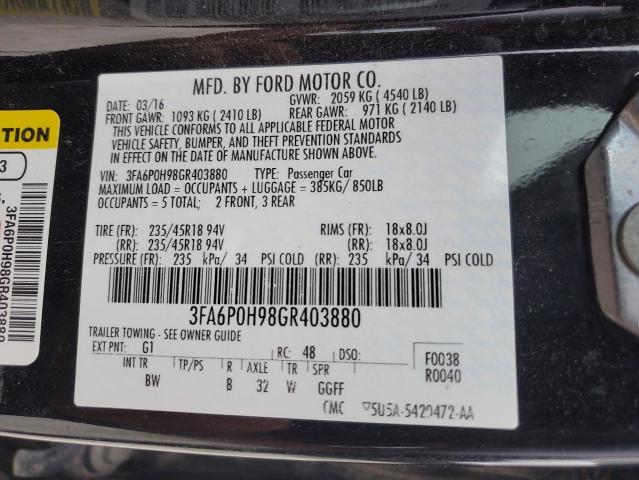 MFD. BY FORD MOTOR CO.
DATE: 03/16 GVWR: 2059 KG ( 4540 LB)
FRONT GAWR: 1093 KG ( 2410 LB) REAR GAWR: 971 KG ( 2140 LB)
THIS VEHICLE CONFORMS TO ALL APPLICABLE FEDERAL MOTOR
VEHICLE SAFETY, BUMPER, AND THEFT PREVENTION STANDARDS
IN EFFECT ON THE DATE OF MANUFACTURE SHOWN ABOVE.
VIN: 3FA6P0H98GR403880 TYPE: Passenger Car
MAXIMUM LOAD = OCCUPANTS + LUGGAGE = 385KG/ 850LB
OCCUPANTS = 5 TOTAL; 2 FRONT, 3 REAR
TIRE (FR): 235/45R18 94V RIMS (FR): 18x8.0J
(RR): 235/45R18 94V (RR): 18x8.0J
PRESSURE (FR): 235 kPa/ 34 PSI COLD (RR): 235 kPa/ 34 PSI COLD
3FA6P0H98GR403880
TRAILER TOWING - SEE OWNER GUIDE
EXT PNT: G1 RC: 48 DSO: F0038
INT TR TP/PS R AXLE TR SPR R0040
BW B 32 W GGFF
CMC 5U5A-5420472-AA
3FA6P0H98GR403880